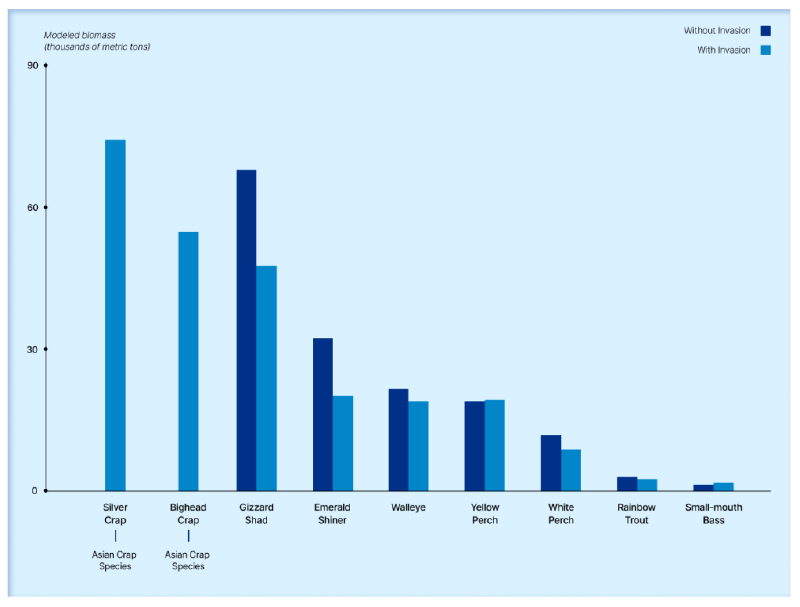 Modeled biomass
(thousands of metric tons)
Without Invasion
With Invasion
90
60
30
0
Silver
Crap
Bighead
Crap
Gizzard
Shad
Emerald
Shiner
Walleye
Yellow
Perch
White
Perch
Rainbow
Trout
Small-mouth
Bass
Asian Crap
Species
Asian Crap
Species